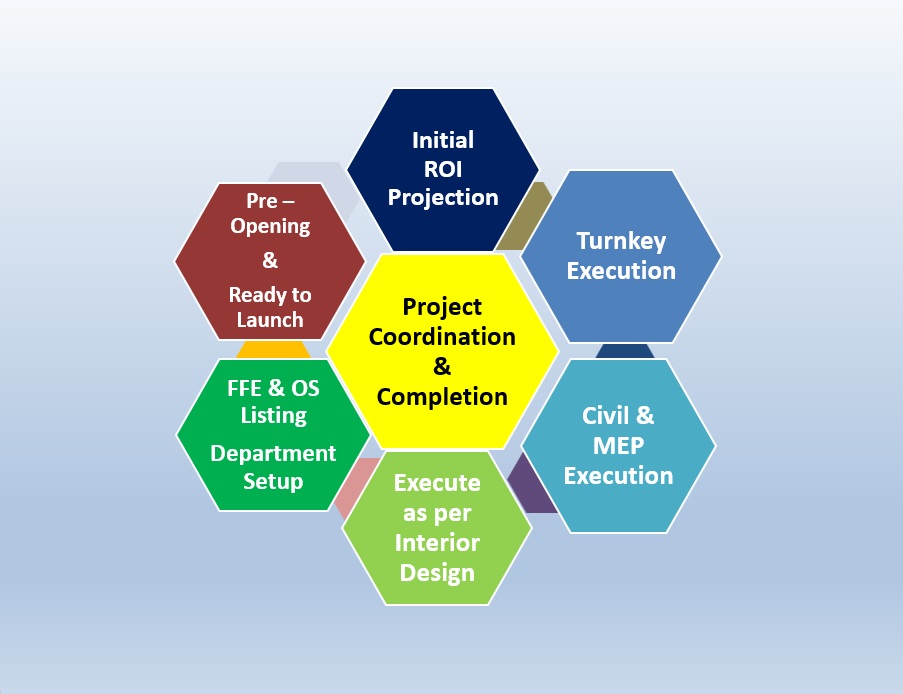 Initial
ROI
Projection
Turnkey
Execution
Civil &
MEP
Execution
Execute
as per
Interior
Design
FFE & OS
Listing
Department
Setup
Pre –
Opening
&
Ready to
Launch
Project
Coordination
&
Completion